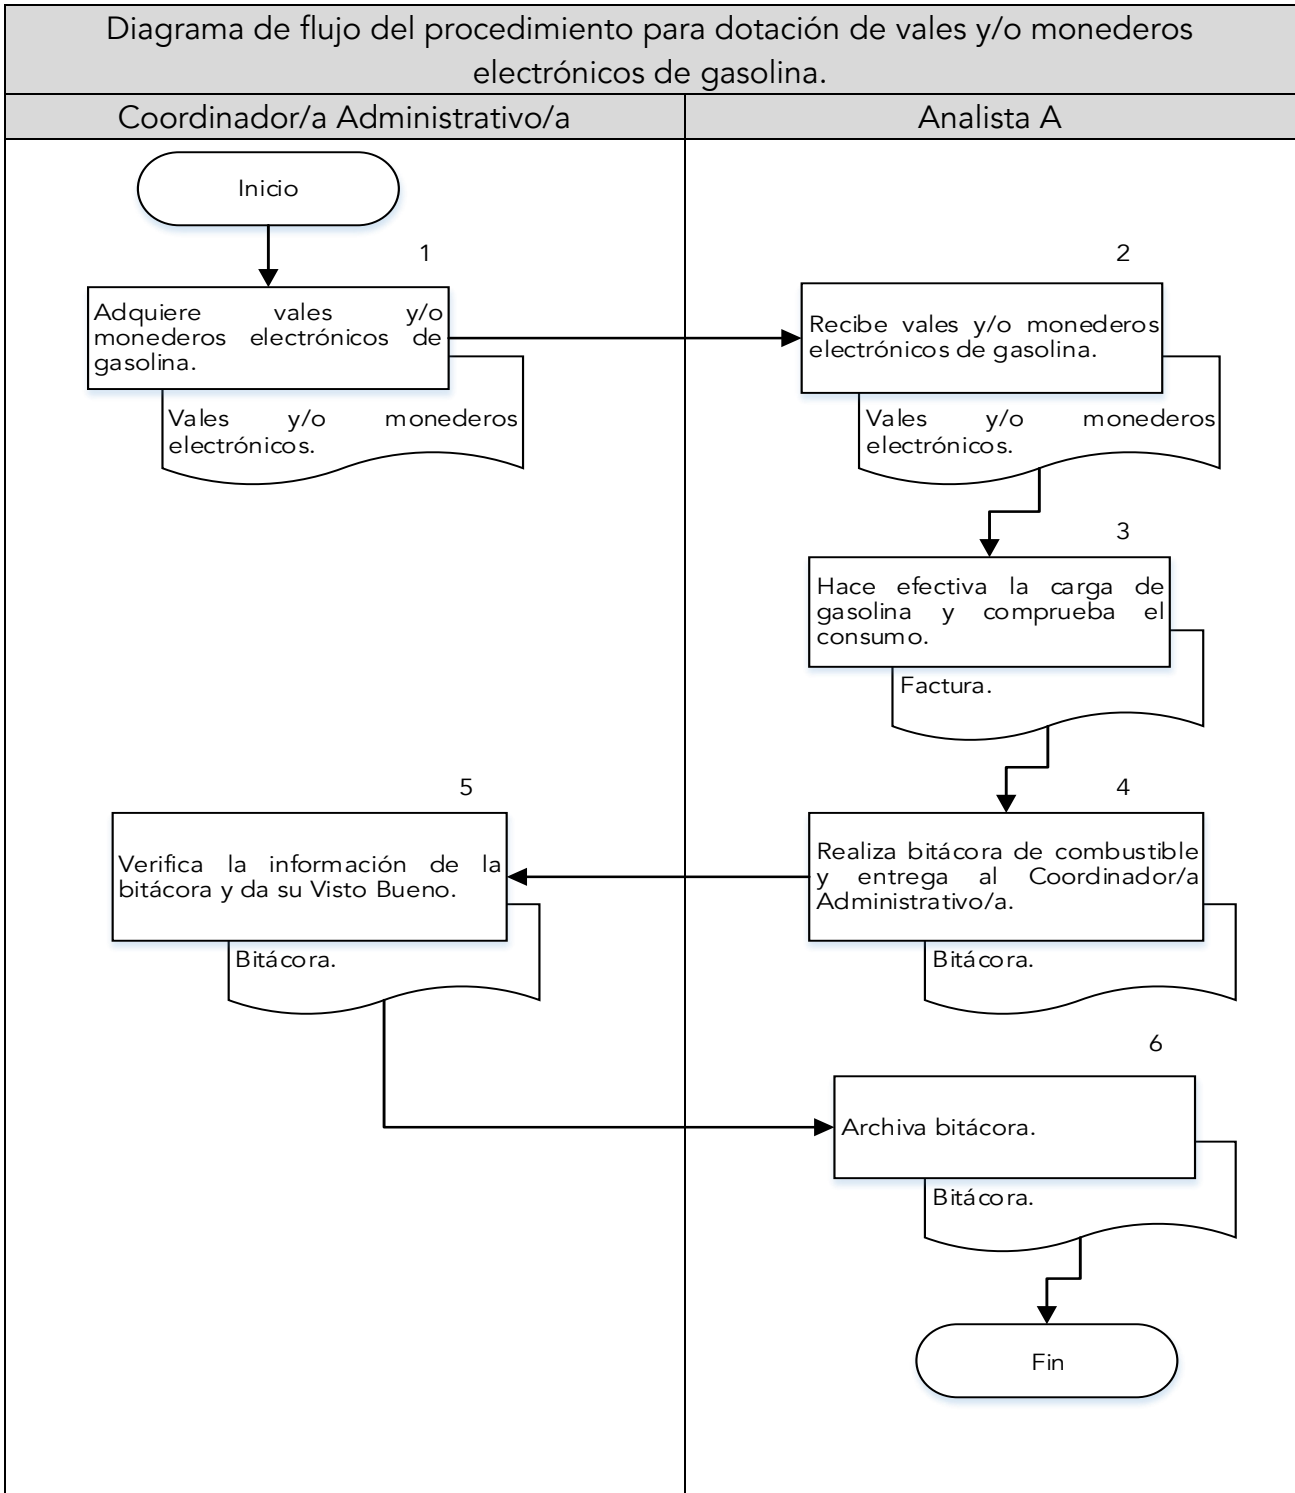 Diagrama de flujo del procedimiento para dotación de vales y/o monederos
electrónicos de gasolina.
Coordinador/a Administrativo/a
Analista A
Inicio
1
Adquiere vales y/o
monederos electrónicos de
gasolina.
Vales y/o monederos
electrónicos.
2
Recibe vales y/o monederos
electrónicos de gasolina.
Vales y/o monederos
electrónicos.
3
Hace efectiva la carga de
gasolina y comprueba el
consumo.
Factura.
4
Realiza bitácora de combustible
y entrega al Coordinador/a
Administrativo/a.
Bitácora.
5
Verifica la información de la
bitácora y da su Visto Bueno.
Bitácora.
6
Archiva bitácora.
Bitácora.
Fin